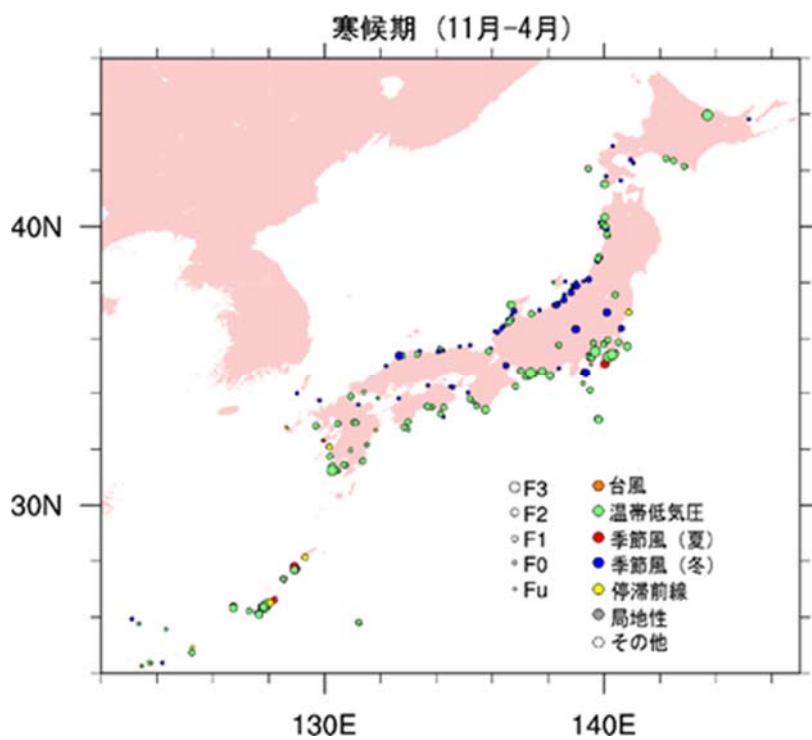 寒候期（11月-4月）
40N
30N
130E
140E
F3
F2
F1
F0
Fu
台風
温帯低気圧
季節風（夏）
季節風（冬）
停滞前線
局地性
その他